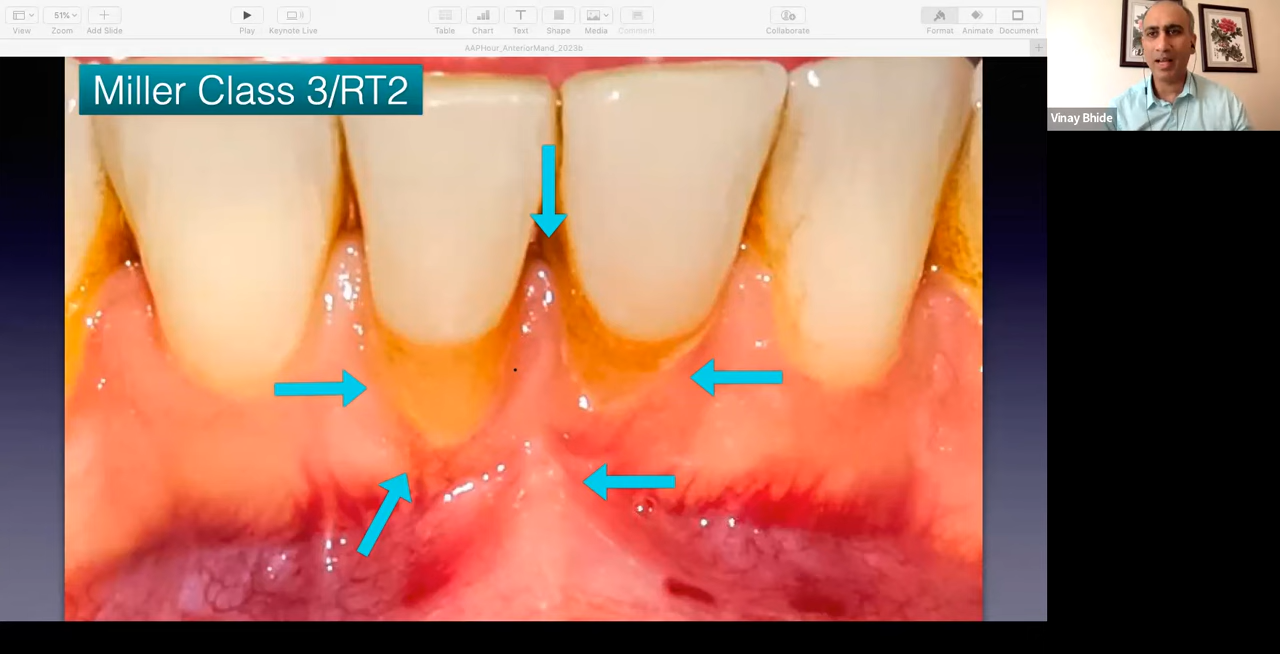 51%
View
Zoom
Add Slide
Play
Keynote Live
Table
Chart
Text
Shape
Media
Comment
Collaborate
Format
Animate
Document
AAPHour_AnteriorMand_2023b
Miller Class 3/RT2
Vinay Bhide